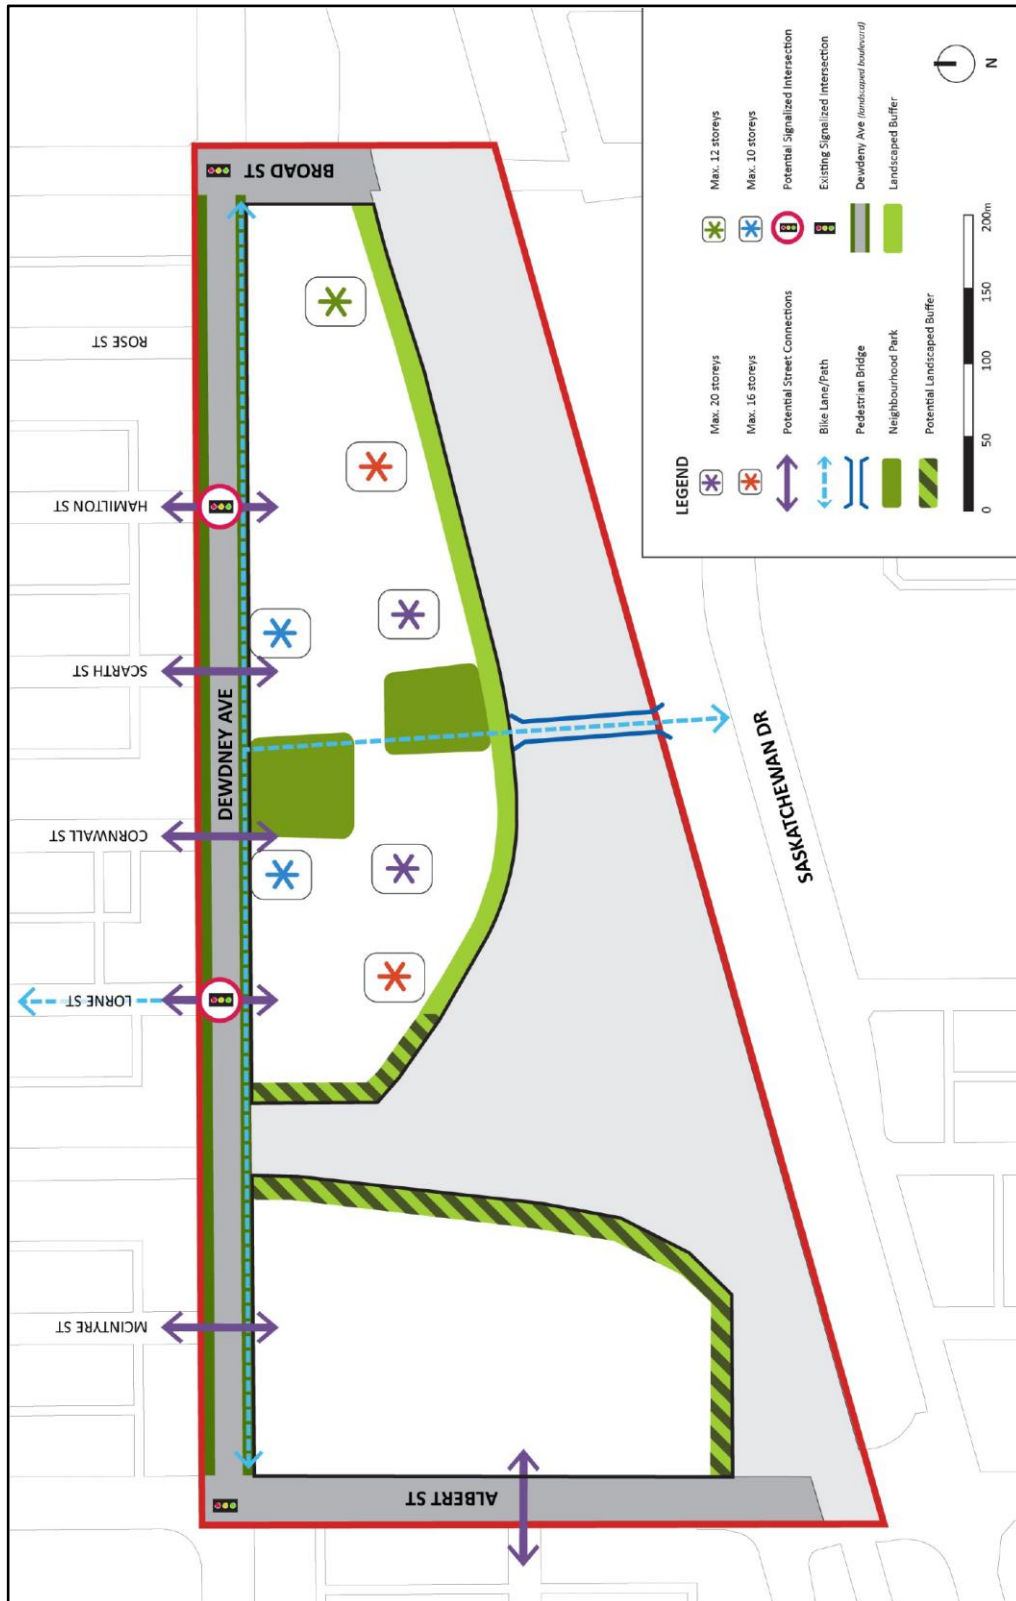 BROAD ST
ROSE ST
HAMILTON ST
SCARTH ST
DEWDNEY AVE
CORNWALL ST
LORNE ST
MCINTYRE ST
ALBERT ST
SASKATCHEWAN DR
LEGEND
Max. 20 storeys
Max. 16 storeys
Potential Street Connections
Bike Lane/Path
Pedestrian Bridge
Neighbourhood Park
Potential Landscaped Buffer
Max. 12 storeys
Max. 10 storeys
Potential Signalized Intersection
Existing Signalized Intersection
Dewdeny Ave (landscaped boulevard)
Landscaped Buffer
0 50 100 150 200m
N